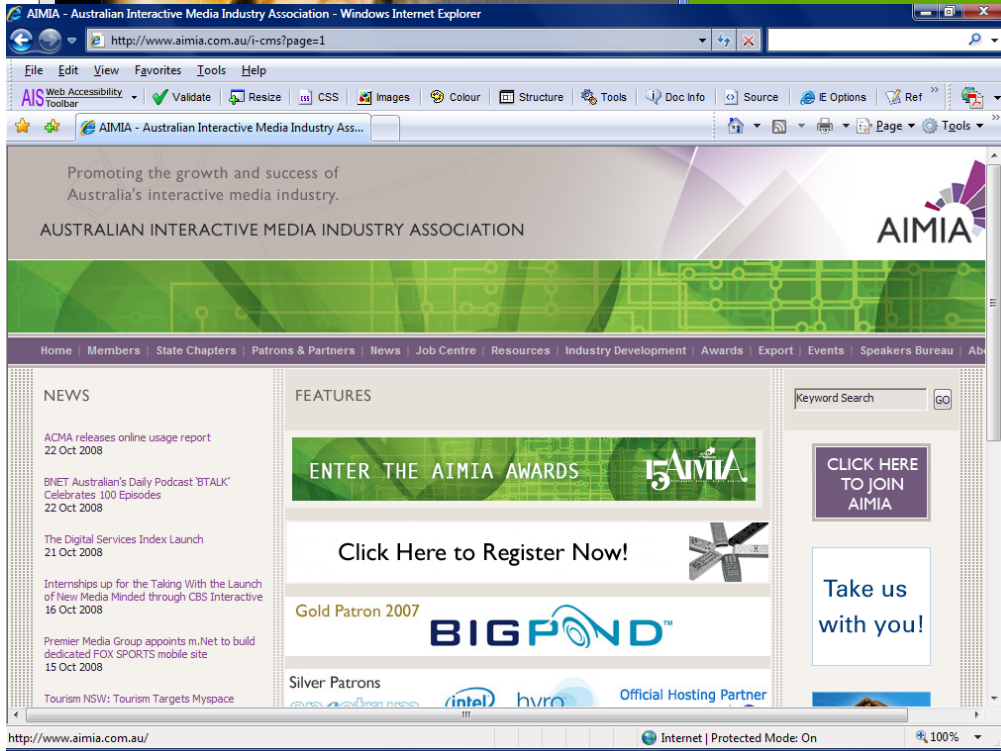 AIMIA - Australian Interactive Media Industry Association - Windows Internet Explorer
http://www.aimia.com.au/i-cms?page=1
File Edit View Favorites Tools Help
AIS Web Accessibility Toolbar Validate Resize CSS Images Colour Structure Tools Doc Info Source IE Options Ref
AIMIA - Australian Interactive Media Industry Ass...
Page Tools
Promoting the growth and success of
Australia's interactive media industry.
AUSTRALIAN INTERACTIVE MEDIA INDUSTRY ASSOCIATION
AIMIA
Home | Members | State Chapters | Patrons & Partners | News | Job Centre | Resources | Industry Development | Awards | Export | Events | Speakers Bureau |
NEWS
ACMA releases online usage report
22 Oct 2008
BNET Australian's Daily Podcast 'BTALK'
Celebrates 100 Episodes
22 Oct 2008
The Digital Services Index Launch
21 Oct 2008
Internships up for the Taking With the Launch
of New Media Minded through CBS Interactive
16 Oct 2008
Premier Media Group appoints m.Net to build
dedicated FOX SPORTS mobile site
15 Oct 2008
Tourism NSW: Tourism Targets Myspace
FEATURES
ENTER THE AIMIA AWARDS
15 AIMIA
Click Here to Register Now!
Gold Patron 2007
BIGPOND™
Silver Patrons
intel
hyro
Official Hosting Partner
Keyword Search
GO
CLICK HERE
TO JOIN
AIMIA
Take us
with you!
http://www.aimia.com.au/
Internet | Protected Mode: On
100%